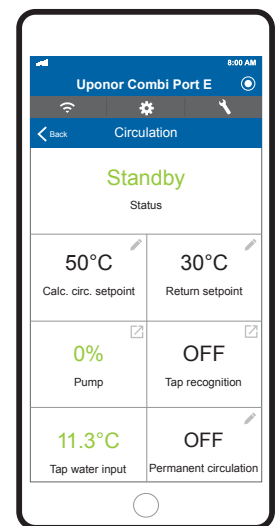 8:00 AM
Uponor Combi Port E
Back Circulation
Standby
Status
50°C 30°C
Calc. circ. setpoint Return setpoint
0% OFF
Pump Tap recognition
11.3°C OFF
Tap water input Permanent circulation